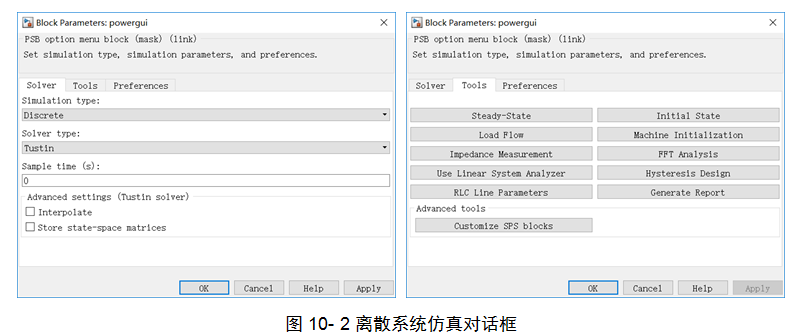 Block Parameters: powergui
PSB option menu block (mask) (link)
Set simulation type, simulation parameters, and preferences.
Solver Tools Preferences
Simulation type:
Discrete
Solver type:
Tustin
Sample time (s):
0
Advanced settings (Tustin solver)
Interpolate
Store state-space matrices
OK Cancel Help Apply
Block Parameters: powergui
PSB option menu block (mask) (link)
Set simulation type, simulation parameters, and preferences.
Solver Tools Preferences
Steady-State Initial State
Load Flow Machine Initialization
Impedance Measurement FFT Analysis
Use Linear System Analyzer Hysteresis Design
RLC Line Parameters Generate Report
Advanced tools
Customize SPS blocks
OK Cancel Help Apply
图 10- 2 离散系统仿真对话框